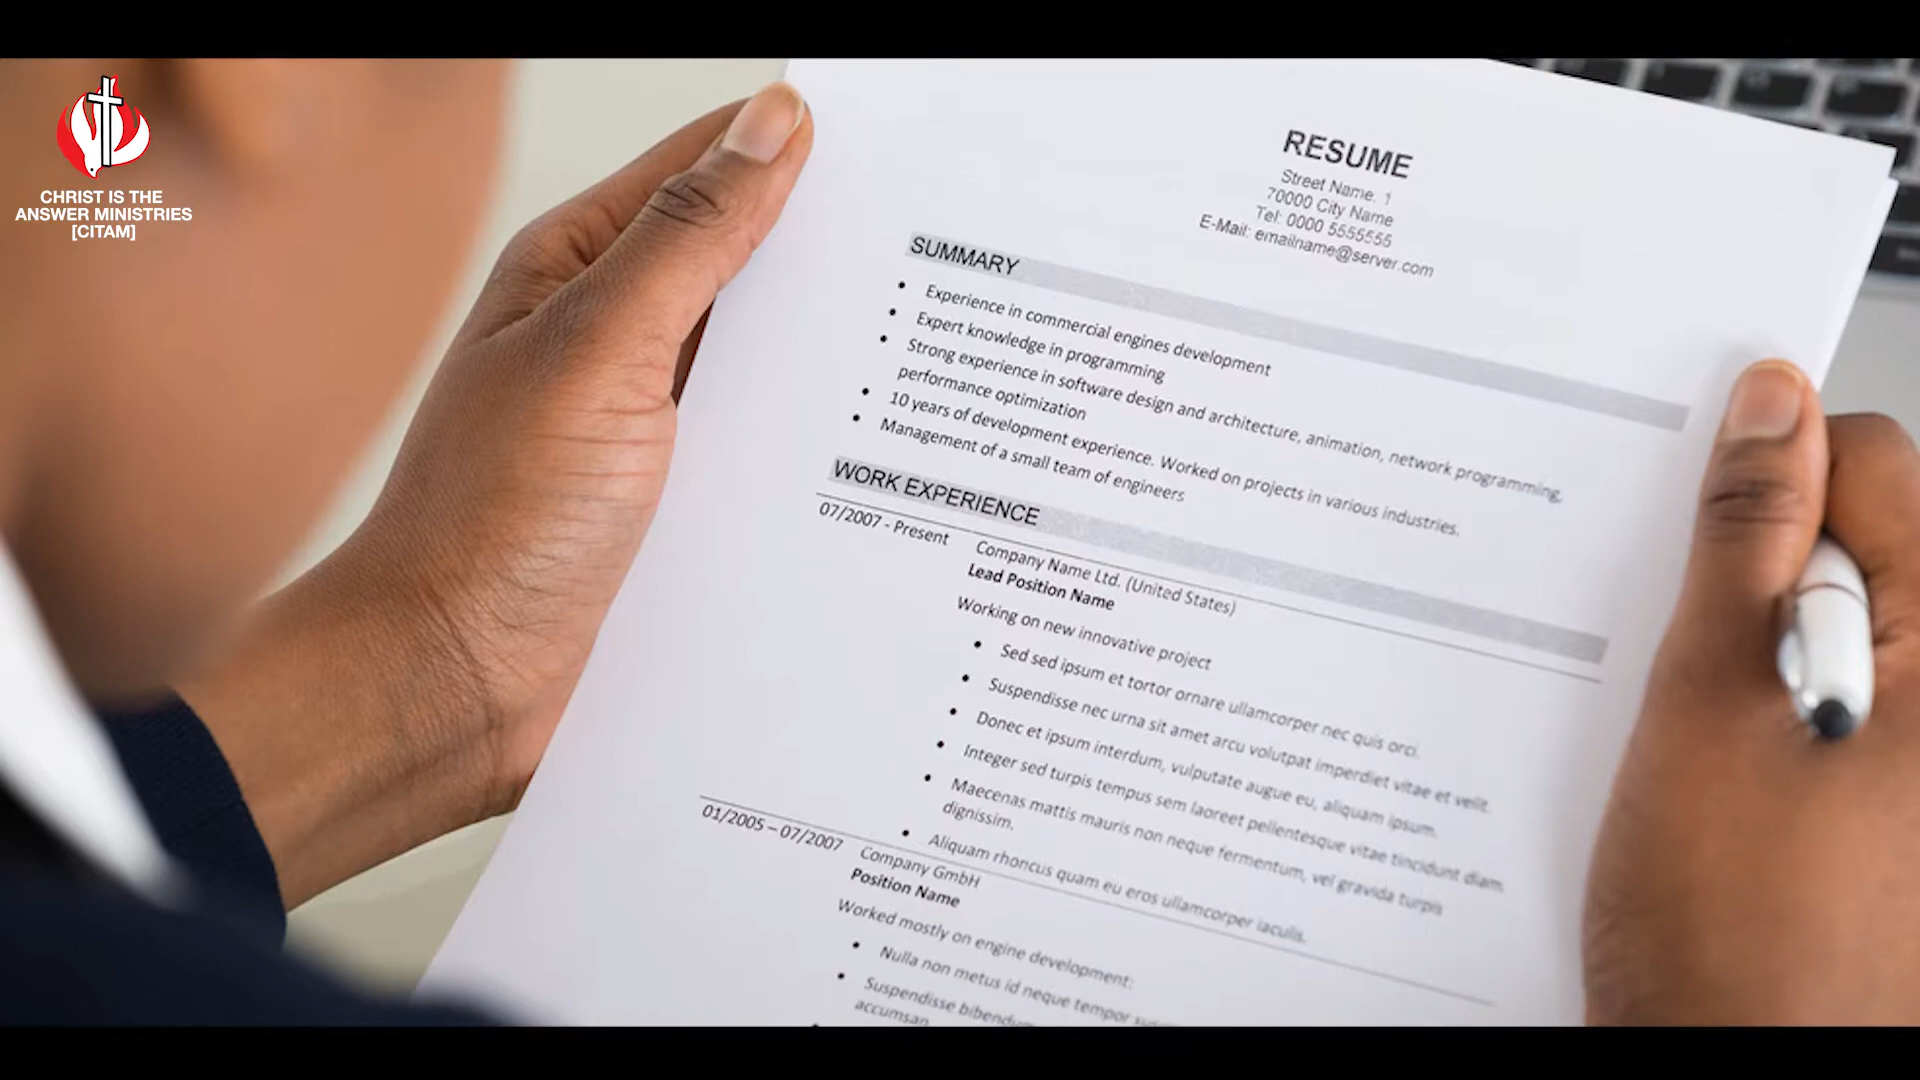 CHRIST IS THE
ANSWER MINISTRIES
[CITAM]
RESUME
Street Name. 1
70000 City Name
Tel: 0000 5555555
E-Mail: emailname@server.com
SUMMARY
• Experience in commercial engines development
• Expert knowledge in programming
• Strong experience in software design and architecture, animation, network programming,
performance optimization
• 10 years of development experience. Worked on projects in various industries.
• Management of a small team of engineers
WORK EXPERIENCE
07/2007 - Present Company Name Ltd. (United States)
Lead Position Name
Working on new innovative project
• Sed sed ipsum et tortor ornare ullamcorper nec quis orci.
• Suspendisse nec urna sit amet arcu volutpat imperdiet vitae et velit.
• Donec et ipsum interdum, vulputate augue eu, aliquam ipsum.
• Integer sed turpis tempus sem laoreet pellentesque vitae tincidunt diam.
• Maecenas mattis mauris non neque fermentum, vel gravida turpis
dignissim.
• Aliquam rhoncus quam eu eros ullamcorper iaculis.
01/2005 – 07/2007 Company GmbH
Position Name
Worked mostly on engine development:
• Nulla non metus id neque tempor
• Suspendisse
accumsan